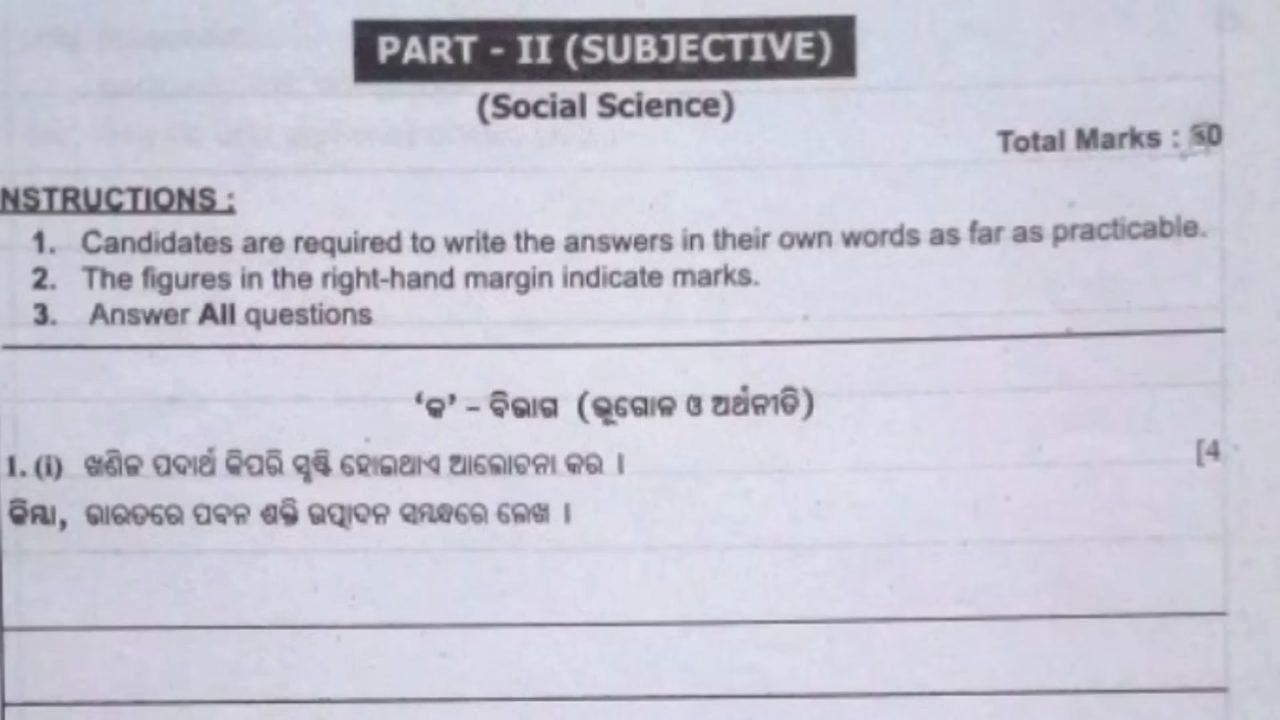 PART - II (SUBJECTIVE)
(Social Science)
Total Marks :
NSTRUCTIONS :
1. Candidates are required to write the answers in their own words as far as practicable.
2. The figures in the right-hand margin indicate marks.
3. Answer All questions
‘କ’ – ବିଭାଗ (ଭୂଗୋଳ ଓ ଅର୍ଥନୀତି)
1. (i) ଖଣିଜ ପଦାର୍ଥ କିପରି ସୃଷ୍ଟି ହୋଇଥାଏ ଆଲୋଚନା କର । [4
କିମ୍ବା, ଭାରତରେ ପବନ ଶକ୍ତି ଉତ୍ପାଦନ ସମ୍ବନ୍ଧରେ ଲେଖ ।